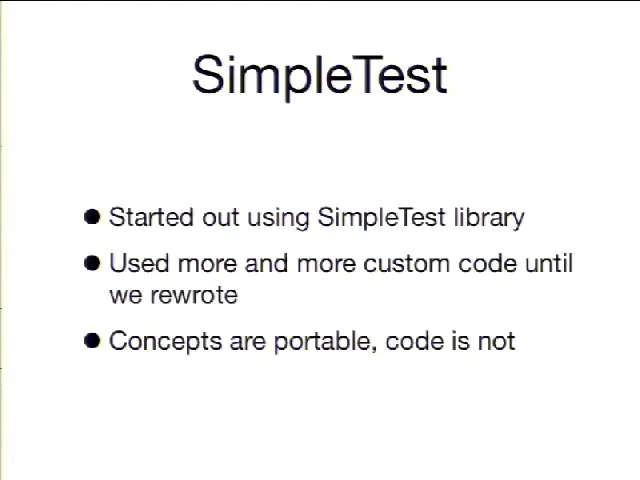 SimpleTest
● Started out using SimpleTest library
● Used more and more custom code until
we rewrote
● Concepts are portable, code is not